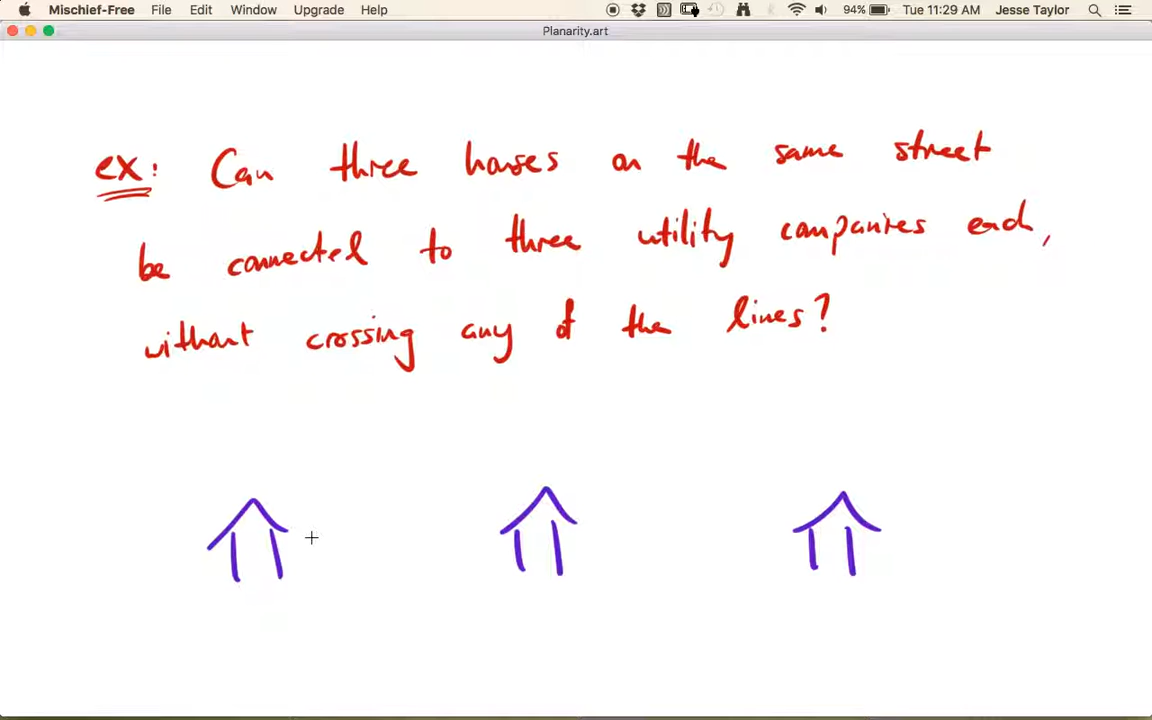 Mischief-Free File Edit Window Upgrade Help 94% Tue 11:29 AM Jesse Taylor
Planarity.art
ex: Can three houses on the same street
be connected to three utility companies each,
without crossing any of the lines?